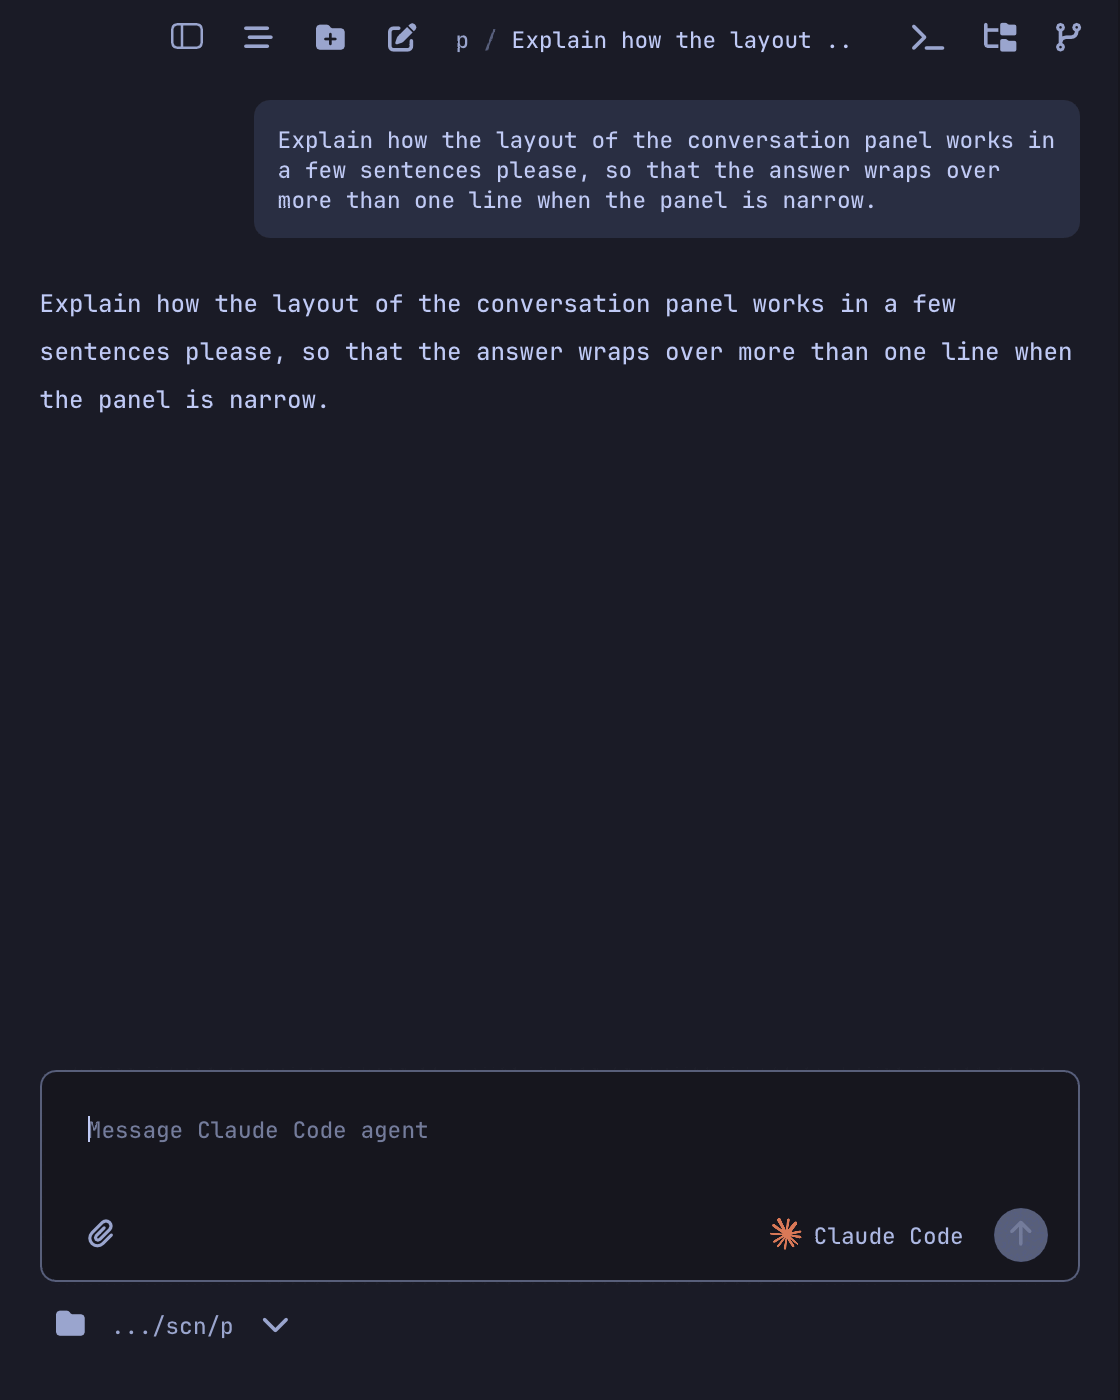 p / Explain how the layout ..
Explain how the layout of the conversation panel works in
a few sentences please, so that the answer wraps over
more than one line when the panel is narrow.
Explain how the layout of the conversation panel works in a few
sentences please, so that the answer wraps over more than one line when
the panel is narrow.
Message Claude Code agent
Claude Code
.../scn/p